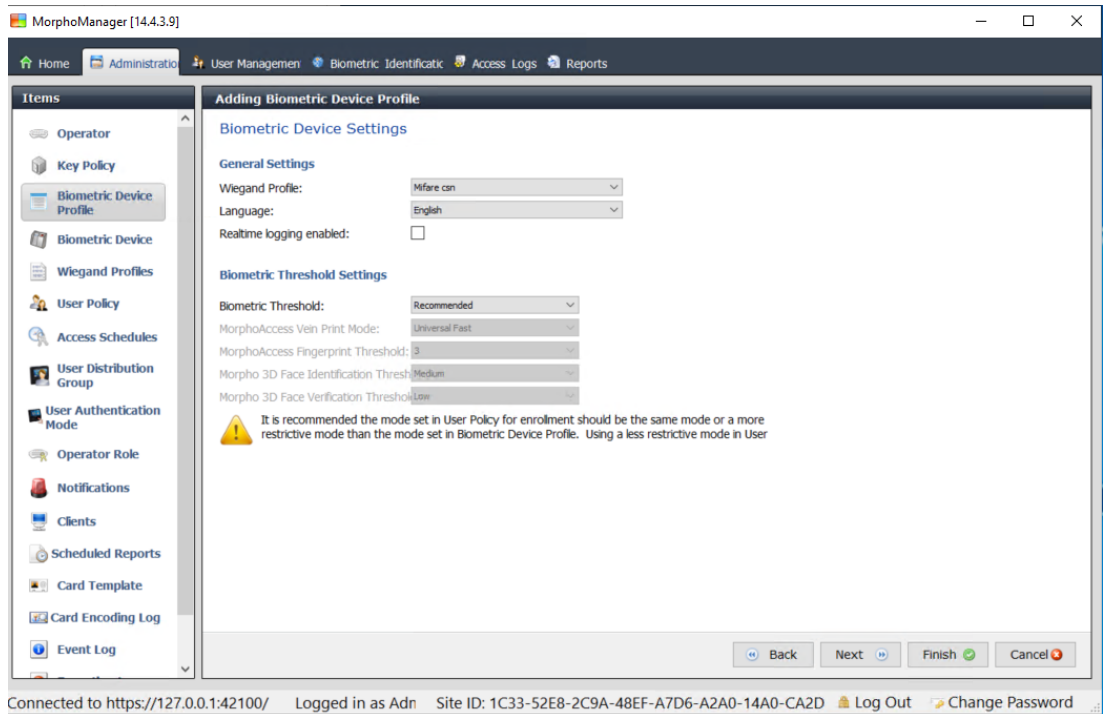 MorphoManager [14.4.3.9]
Home Administratio User Managemen Biometric Identificatic Access Logs Reports
Items
Operator
Key Policy
Biometric Device
Profile
Biometric Device
Wiegand Profiles
User Policy
Access Schedules
User Distribution
Group
User Authentication
Mode
Operator Role
Notifications
Clients
Scheduled Reports
Card Template
Card Encoding Log
Event Log
Adding Biometric Device Profile
Biometric Device Settings
General Settings
Wiegand Profile: Mifare csn
Language: English
Realtime logging enabled:
Biometric Threshold Settings
Biometric Threshold: Recommended
MorphoAccess Vein Print Mode: Universal Fast
MorphoAccess Fingerprint Threshold: 3
Morpho 3D Face Identification Thresh Medium
Morpho 3D Face Verification Threshol Low
It is recommended the mode set in User Policy for enrollment should be the same mode or a more
restrictive mode than the mode set in Biometric Device Profile. Using a less restrictive mode in User
Back Next Finish Cancel
Connected to https://127.0.0.1:42100/ Logged in as Adn Site ID: 1C33-52E8-2C9A-48EF-A7D6-A2A0-14A0-CA2D Log Out Change Password